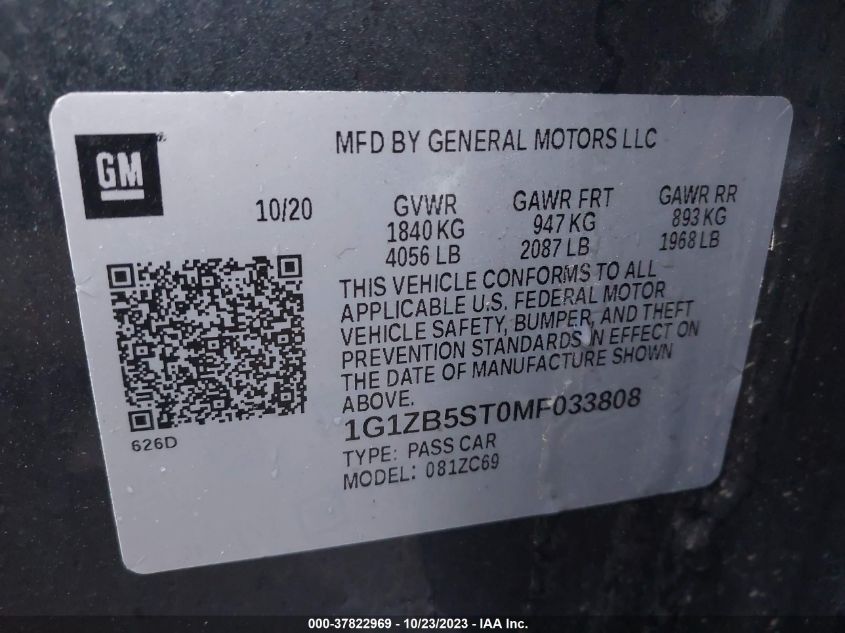 GM
MFD BY GENERAL MOTORS LLC
10/20
GVWR
1840 KG
4056 LB
GAWR FRT
947 KG
2087 LB
GAWR RR
893 KG
1968 LB
THIS VEHICLE CONFORMS TO ALL
APPLICABLE U.S. FEDERAL MOTOR
VEHICLE SAFETY, BUMPER, AND THEFT
PREVENTION STANDARDS IN EFFECT ON
THE DATE OF MANUFACTURE SHOWN
ABOVE.
1G1ZB5ST0MF033808
TYPE: PASS CAR
MODEL: 081ZC69
626D
000-37822969 - 10/23/2023 - IAA Inc.